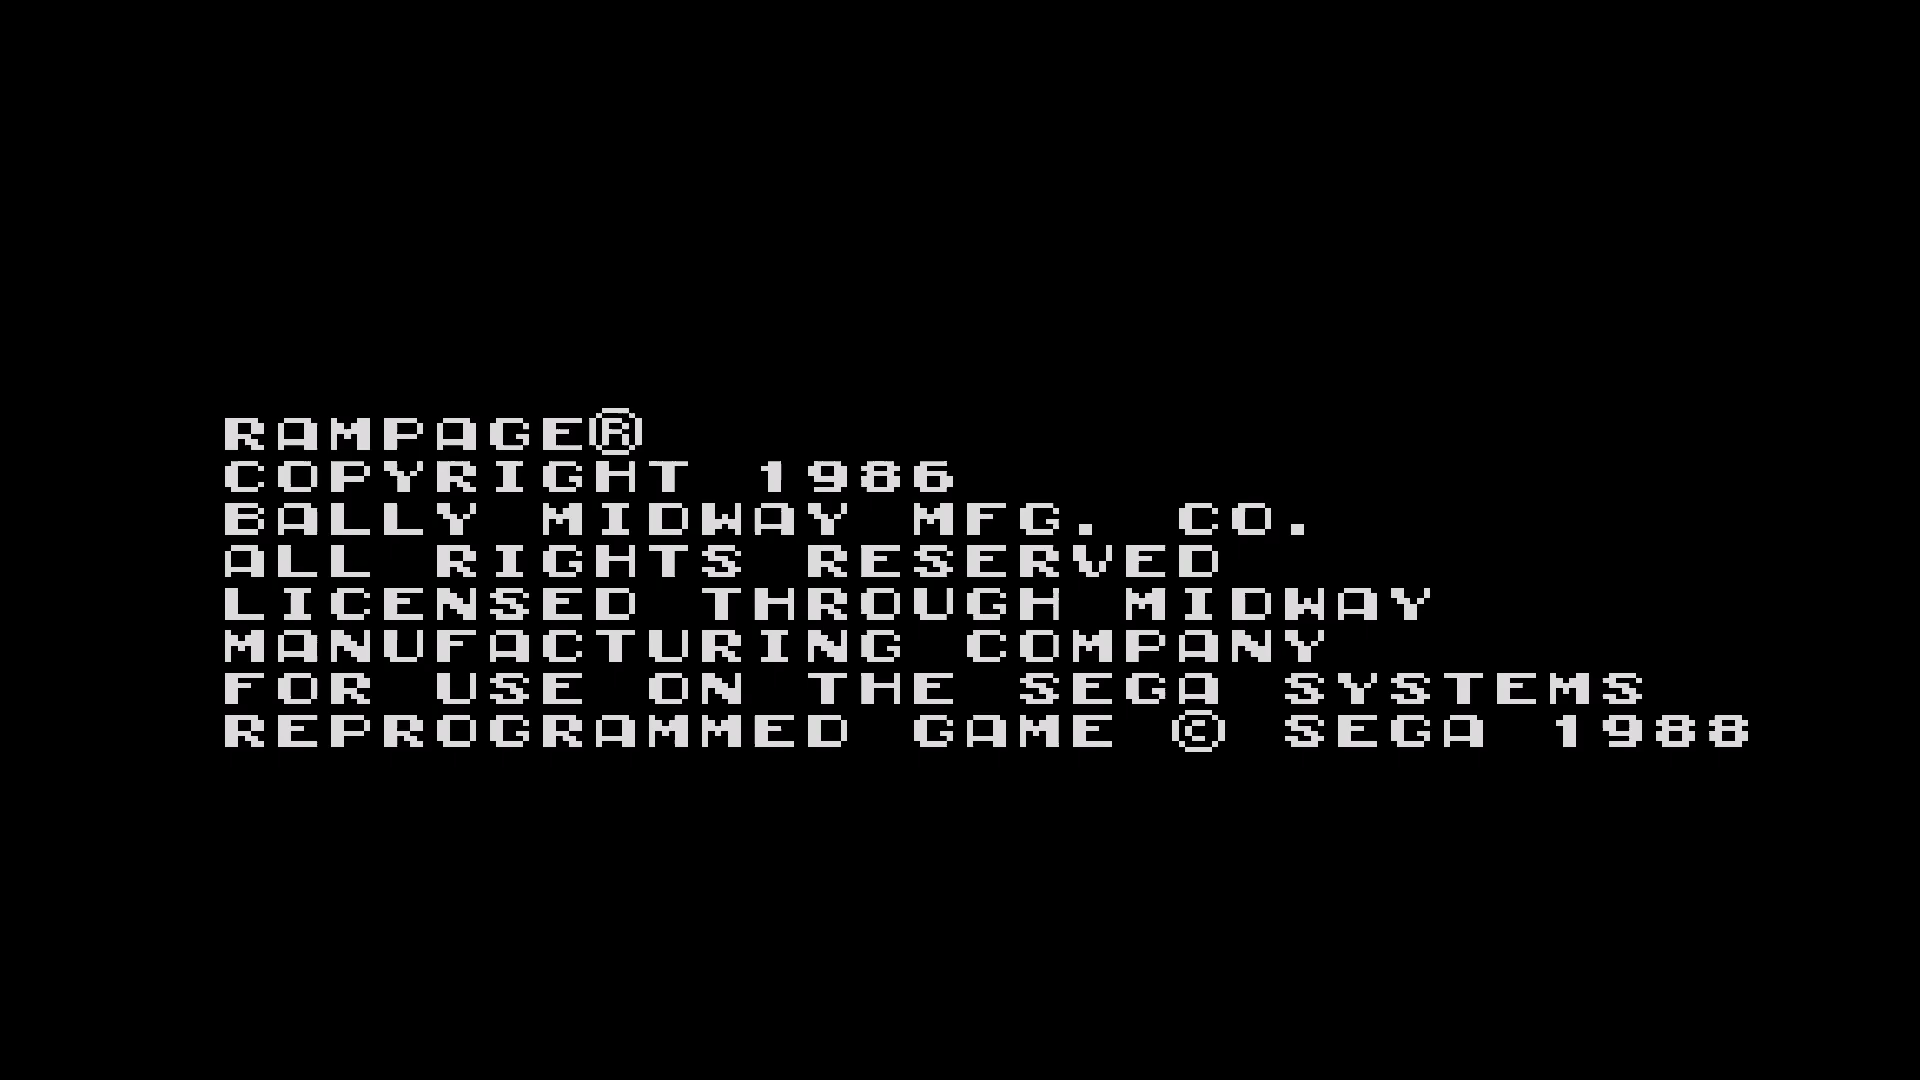 RAMPAGE®
COPYRIGHT 1986
BALLY MIDWAY MFG. CO.
ALL RIGHTS RESERVED
LICENSED THROUGH MIDWAY
MANUFACTURING COMPANY
FOR USE ON THE SEGA SYSTEMS
REPROGRAMMED GAME © SEGA 1988